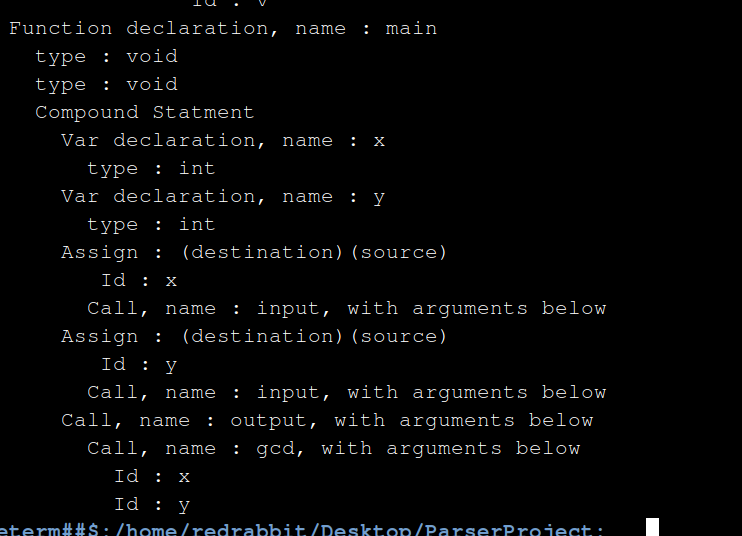 Id : v
Function declaration, name : main
type : void
type : void
Compound Statment
Var declaration, name : x
type : int
Var declaration, name : y
type : int
Assign : (destination)(source)
Id : x
Call, name : input, with arguments below
Assign : (destination)(source)
Id : y
Call, name : input, with arguments below
Call, name : output, with arguments below
Call, name : gcd, with arguments below
Id : x
Id : y
eterm##$:/home/redrabbit/Desktop/ParserProject: